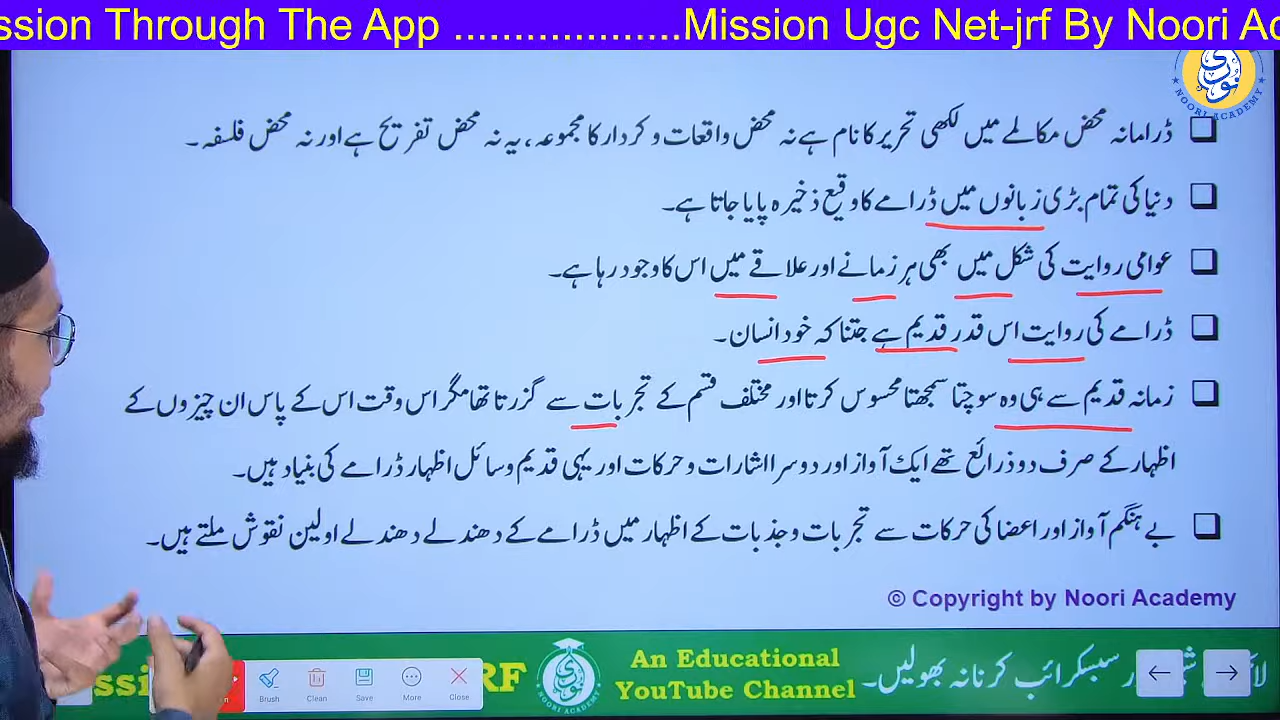 ssion Through The App ...................Mission Ugc Net-jrf By Noori Ac
نوری
NOORI ACADEMY
ڈرامانہ محض مکالمے میں لکھی تحریر کا نام ہے نہ محض واقعات و کردار کا مجموعہ، یہ نہ محض تفریح ہے اور نہ محض فلسفہ۔
دنیا کی تمام بڑی زبانوں میں ڈرامے کا وقیع ذخیرہ پایا جاتا ہے۔
عوامی روایت کی شکل میں بھی ہر زمانے اور علاقے میں اس کا وجود رہا ہے۔
ڈرامے کی روایت اس قدر قدیم ہے جتنا کہ خود انسان۔
زمانہ قدیم سے ہی وہ سوچتا سمجھتا محسوس کرتا اور مختلف قسم کے تجربات سے گزرتا تھا مگر اس وقت اس کے پاس ان چیزوں کے
اظہار کے صرف دو ذرائع تھے ایک آواز اور دوسرا اشارات و حرکات اور یہی قدیم وسائل اظہار ڈرامے کی بنیاد ہیں۔
بے ہنگم آواز اور اعضا کی حرکات سے تجربات و جذبات کے اظہار میں ڈرامے کے دھندلے دھندلے اولین نقوش ملتے ہیں۔
© Copyright by Noori Academy
ssi
RF
نوری
NOORI ACADEMY
An Educational
YouTube Channel
سبسکرائب کرنا نہ بھولیں۔
Brush Clean Save More Close